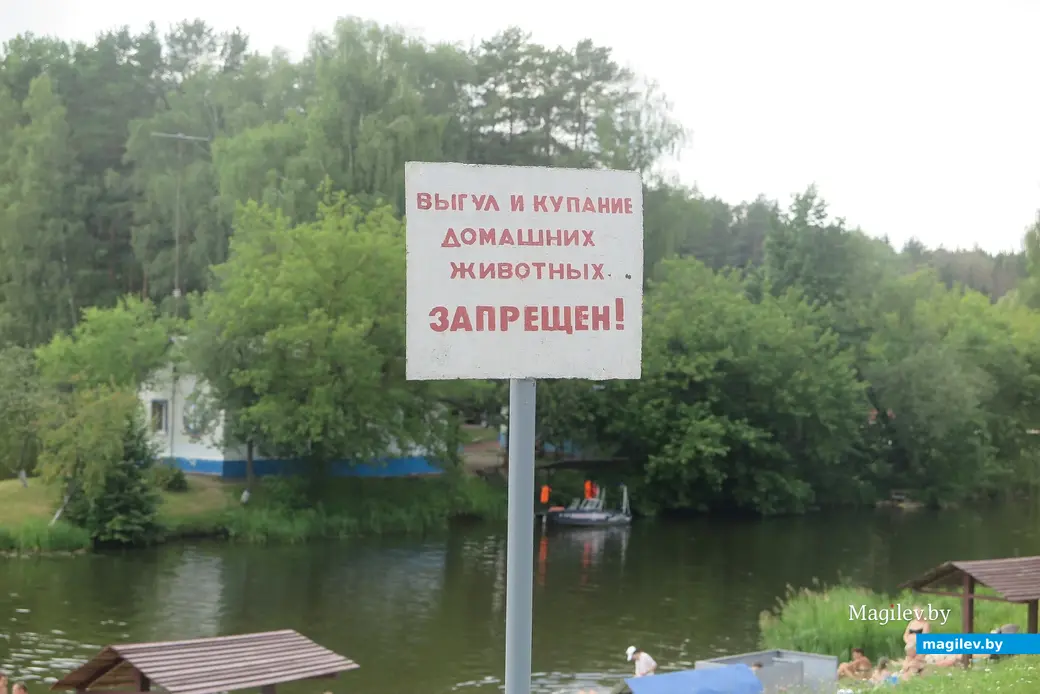 ВЫГУЛ И КУПАНИЕ
ДОМАШНИХ
ЖИВОТНЫХ
ЗАПРЕЩЕН!
Magilev.by
magilev.by